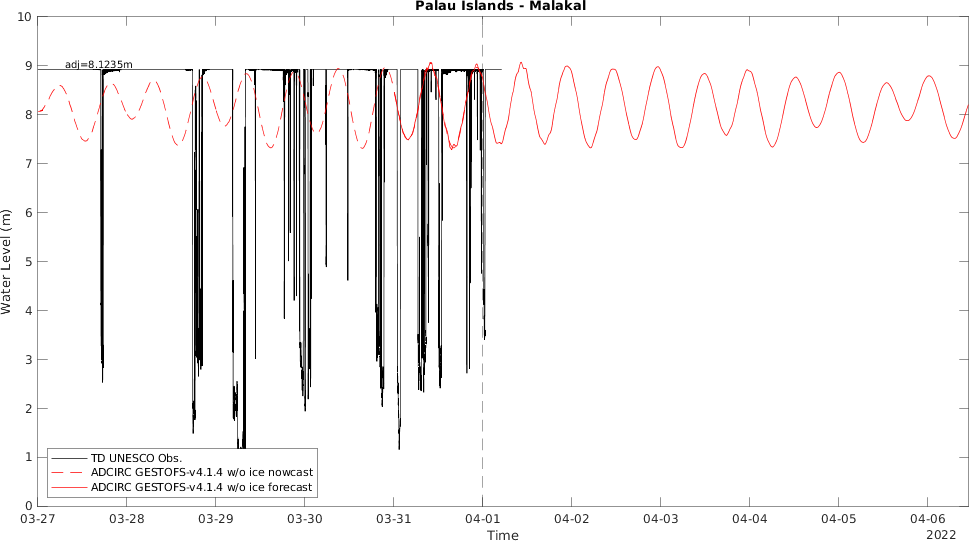 Palau Islands - Malakal
10
9
8
7
6
5
4
3
2
1
0
Water Level (m)
adj=8.1235m
TD UNESCO Obs.
ADCIRC GESTOFS-v4.1.4 w/o ice nowcast
ADCIRC GESTOFS-v4.1.4 w/o ice forecast
03-27 03-28 03-29 03-30 03-31 04-01 04-02 04-03 04-04 04-05 04-06
Time 2022